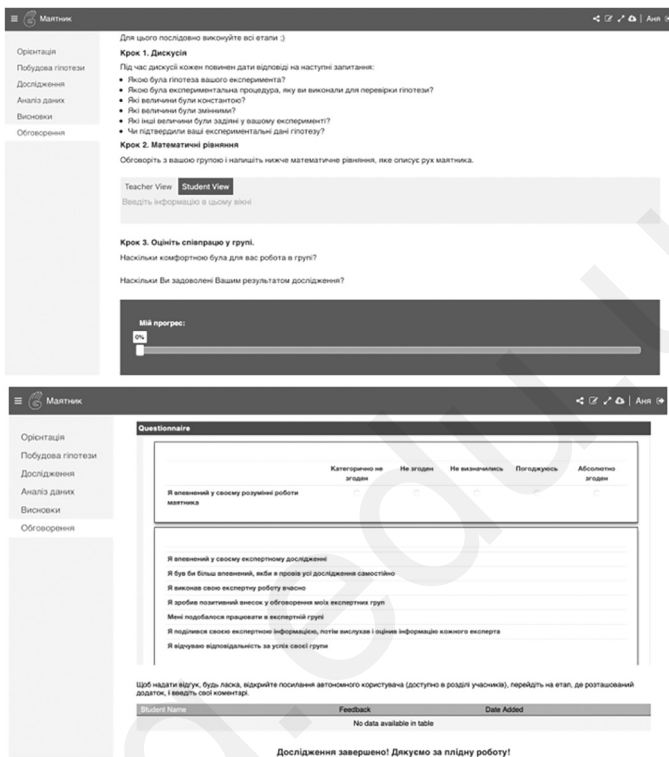 Маятник
Аня
Орієнтація
Побудова гіпотези
Дослідження
Аналіз даних
Висновки
Обговорення
Для цього послідовно виконуйте всі етапи :)
Крок 1. Дискусія
Під час дискусії кожен повинен дати відповіді на наступні запитання:
Якою була гіпотеза вашого експеримента?
Якою була експериментальна процедура, яку ви виконали для перевірки гіпотези?
Які величини були константою?
Які величини були змінними?
Які інші величини були задіяні у вашому експерименті?
Чи підтвердили ваші експериментальні дані гіпотезу?
Крок 2. Математичні рівняння
Обговоріть з вашою групою і напишіть нижче математичне рівняння, яке описує рух маятника.
Teacher View Student View
Введіть інформацію в цьому вікні
Крок 3. Оцініть співпрацю у групі.
Наскільки комфортною була для вас робота в групі?
Наскільки Ви задоволені Вашим результатом дослідження?
Мій прогрес:
0%
Маятник
Аня
Орієнтація
Побудова гіпотези
Дослідження
Аналіз даних
Висновки
Обговорення
Questionnaire
Категорично не згоден Не згоден Не визначились Погоджуюсь Абсолютно згоден
Я впевнений у своєму розумінні роботи
маятника
Я впевнений у своєму експертному дослідженні
Я був би більш впевнений, якби я провів усі дослідження самостійно
Я виконав свою експертну роботу вчасно
Я зробив позитивний внесок у обговорення моїх експертних груп
Мені подобалося працювати в експертній групі
Я поділився своєю експертною інформацією, потім вислухав і оцінив інформацію кожного експерта
Я відчуваю відповідальність за успіх своєї групи
Щоб надати відгук, будь ласка, відкрийте посилання автономного користувача (доступно в розділі учасників), перейдіть на етап, де розташований
додаток, і введіть свої коментарі.
Student Name Feedback Date Added
No data available in table
Дослідження завершено! Дякуємо за плідну роботу!